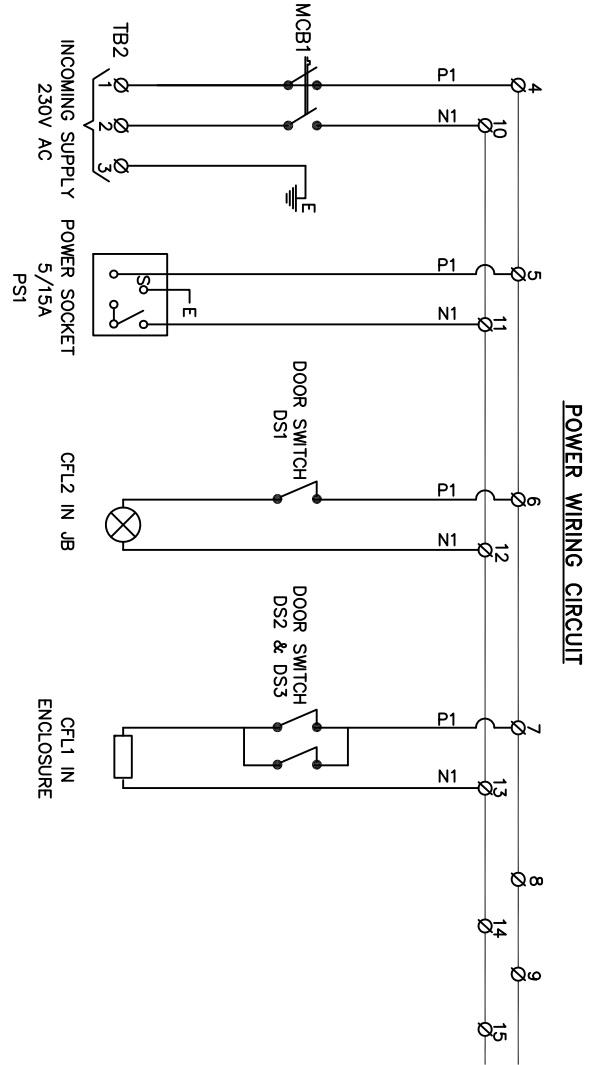 POWER WIRING CIRCUIT
4
5
6
7
8
9
10
11
12
13
14
15
P1
N1
P1
N1
P1
N1
P1
N1
MCB1
E
TB2
1
2
3
INCOMING SUPPLY
230V AC
S
E
POWER SOCKET
5/15A
PS1
DOOR SWITCH
DS1
CFL2 IN JB
DOOR SWITCH
DS2 & DS3
CFL1 IN
ENCLOSURE